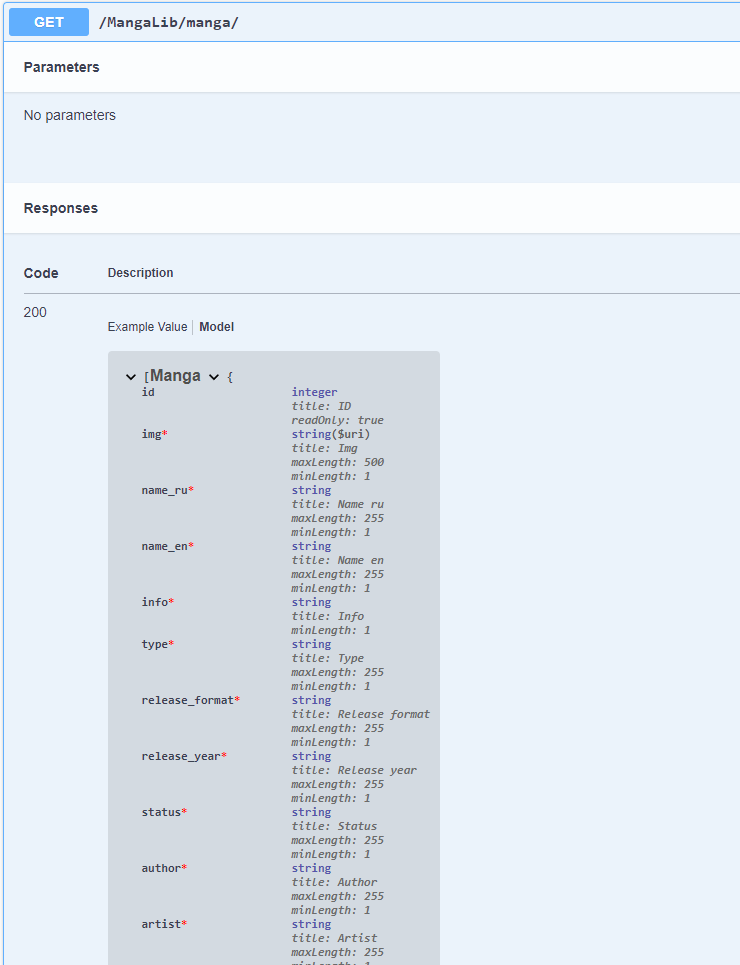 GET /MangaLib/manga/
Parameters
No parameters
Responses
Code Description
200
Example Value Model
[Manga {
id integer
title: ID
readOnly: true
img* string($uri)
title: Img
maxLength: 500
minLength: 1
name_ru* string
title: Name ru
maxLength: 255
minLength: 1
name_en* string
title: Name en
maxLength: 255
minLength: 1
info* string
title: Info
minLength: 1
type* string
title: Type
maxLength: 255
minLength: 1
release_format* string
title: Release format
maxLength: 255
minLength: 1
release_year* string
title: Release year
maxLength: 255
minLength: 1
status* string
title: Status
maxLength: 255
minLength: 1
author* string
title: Author
maxLength: 255
minLength: 1
artist* string
title: Artist
maxLength: 255